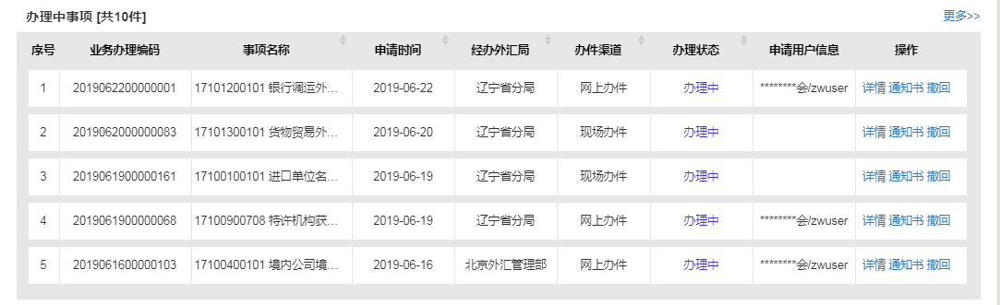 办理中事项 [共10件] 更多>>
序号 业务办理编码 事项名称 申请时间 经办外汇局 办件渠道 办理状态 申请用户信息 操作
1 2019062200000001 17101200101 银行调运外... 2019-06-22 辽宁省分局 网上办件 办理中 ********会/zwuser 详情 通知书 撤回
2 2019062000000083 17101300101 货物贸易外... 2019-06-20 辽宁省分局 现场办件 办理中 详情 通知书 撤回
3 2019061900000161 17100100101 进口单位名... 2019-06-19 辽宁省分局 现场办件 办理中 详情 通知书 撤回
4 2019061900000068 17100900708 特许机构获... 2019-06-19 辽宁省分局 网上办件 办理中 ********会/zwuser 详情 通知书 撤回
5 2019061600000103 17100400101 境内公司境... 2019-06-16 北京外汇管理部 网上办件 办理中 ********会/zwuser 详情 通知书 撤回